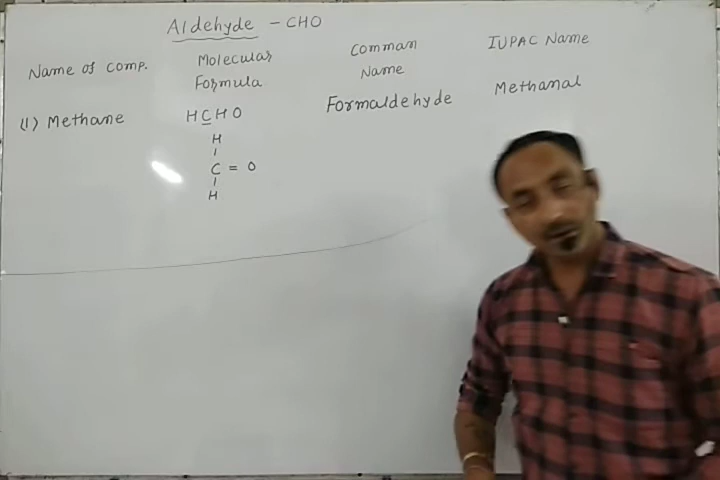 Aldehyde - CHO
Name of comp. Molecular Formula Comman Name IUPAC Name
(1) Methane HCHO Formaldehyde Methanal
H
C = O
H